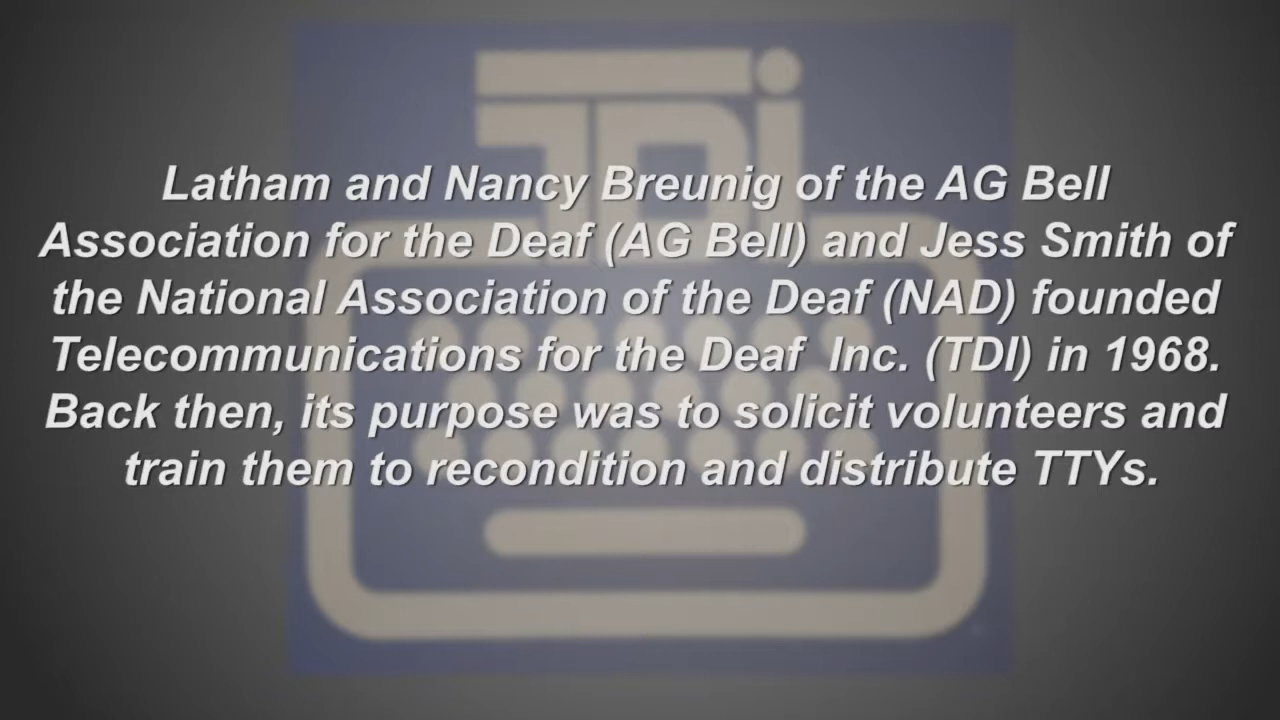 TDI
Latham and Nancy Breunig of the AG Bell
Association for the Deaf (AG Bell) and Jess Smith of
the National Association of the Deaf (NAD) founded
Telecommunications for the Deaf  Inc. (TDI) in 1968.
Back then, its purpose was to solicit volunteers and
train them to recondition and distribute TTYs.